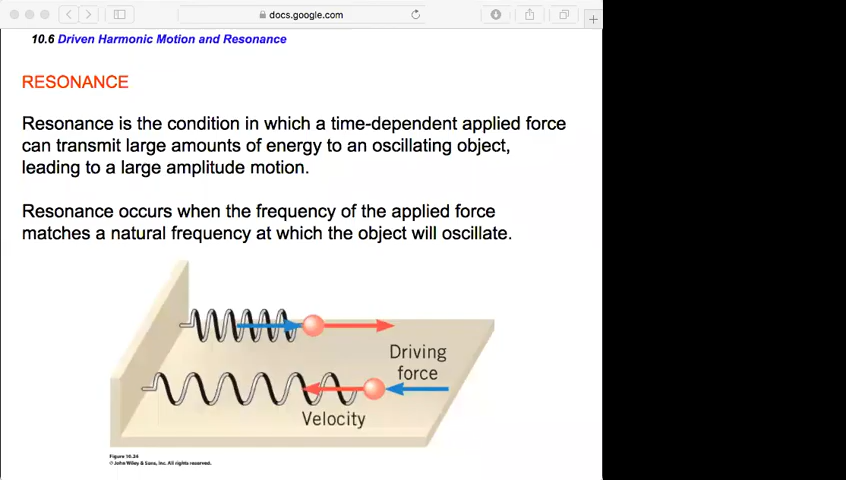 docs.google.com
10.6 Driven Harmonic Motion and Resonance
RESONANCE
Resonance is the condition in which a time-dependent applied force
can transmit large amounts of energy to an oscillating object,
leading to a large amplitude motion.
Resonance occurs when the frequency of the applied force
matches a natural frequency at which the object will oscillate.
Driving
force
Velocity
Figure 10.24
© John Wiley & Sons, Inc. All rights reserved.